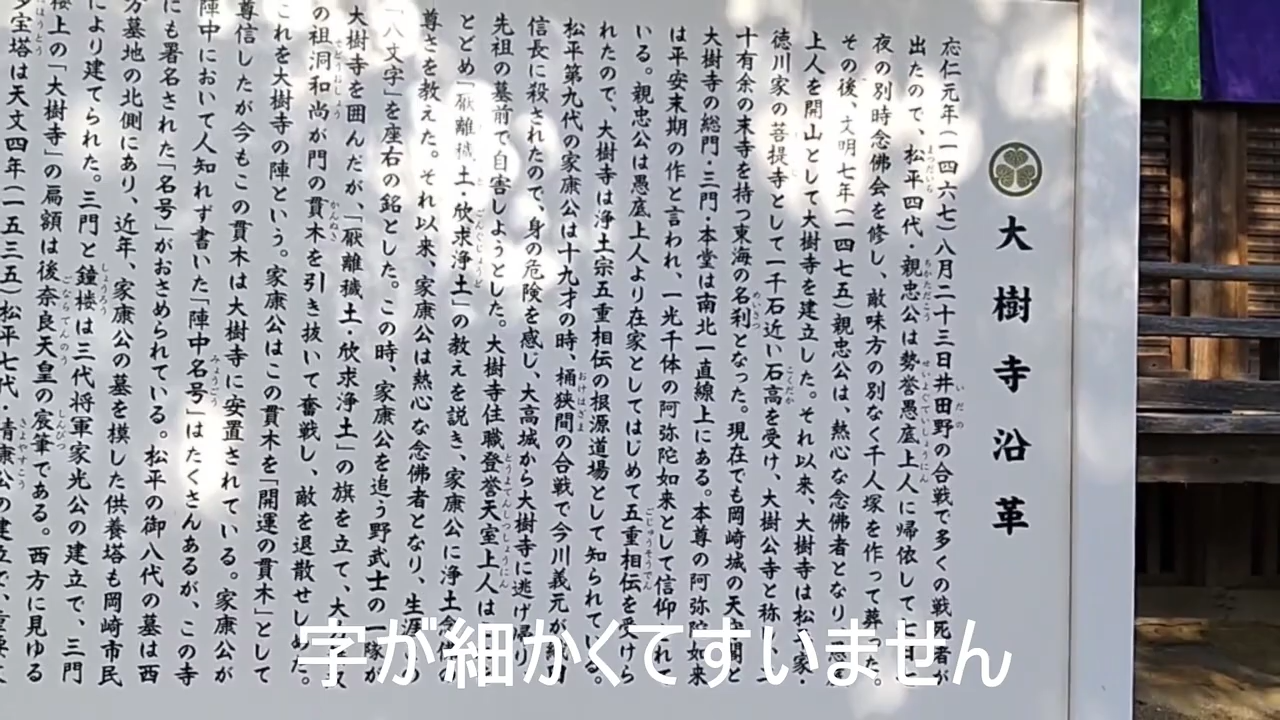 大樹寺沿革
応仁元年(一四六七)八月二十三日井田野の合戦で多くの戦死者が
出たので、松平四代・親忠公は勢誉愚底上人に帰依して
夜の別時念佛会を修し、敵味方の別なく千人塚を作って葬った。
その後、文明七年(一四七五)親忠公は、熱心な念佛者となり
上人を開山として大樹寺を建立した。それ以来、大樹寺は松平家・
徳川家の菩提寺として一千石近い石高を受け、大樹公寺と称し、
十有余の末寺を持つ東海の名刹となった。現在でも岡崎城の天守閣と
大樹寺の総門・三門・本堂は南北一直線上にある。本尊の阿弥陀如来
は平安末期の作と言われ、一光千体の阿弥陀如来として信仰され
いる。親忠公は愚底上人より在家としてはじめて五重相伝を受けら
れたので、大樹寺は浄土宗五重相伝の根源道場として知られている。
松平第九代の家康公は十九才の時、桶狭間の合戦で今川義元が
信長に殺されたので、身の危険を感じ、大高城から大樹寺に逃げ帰り
先祖の墓前で自害しようとした。大樹寺住職登誉天室上人は
とどめ「厭離穢土・欣求浄土」の教えを説き、家康公に浄土念佛の
尊さを教えた。それ以来、家康公は熱心な念佛者となり、生涯
「八文字」を座右の銘とした。この時、家康公を追う野武士の一隊が
大樹寺を囲んだが、「厭離穢土・欣求浄土」の旗を立て、大
の祖洞和尚が門の貫木を引き抜いて奮戦し、敵を退散せしめた。
これを大樹寺の陣という。家康公はこの貫木を「開運の貫木」として
尊信したが今もこの貫木は大樹寺に安置されている。家康公が
陣中において人知れず書いた「陣中名号」はたくさんあるが、この寺
にも署名された「名号」がおさめられている。松平の御八代の墓は西
方墓地の北側にあり、近年、家康公の墓を模した供養塔も岡崎市民
により建てられた。三門と鐘楼は三代将軍家光公の建立で、三門
楼上の「大樹寺」の扁額は後奈良天皇の宸筆である。西方に見ゆる
多宝塔は天文四年(一五三五)松平七代・清康公の建立で、重要文
字が細かくてすいません